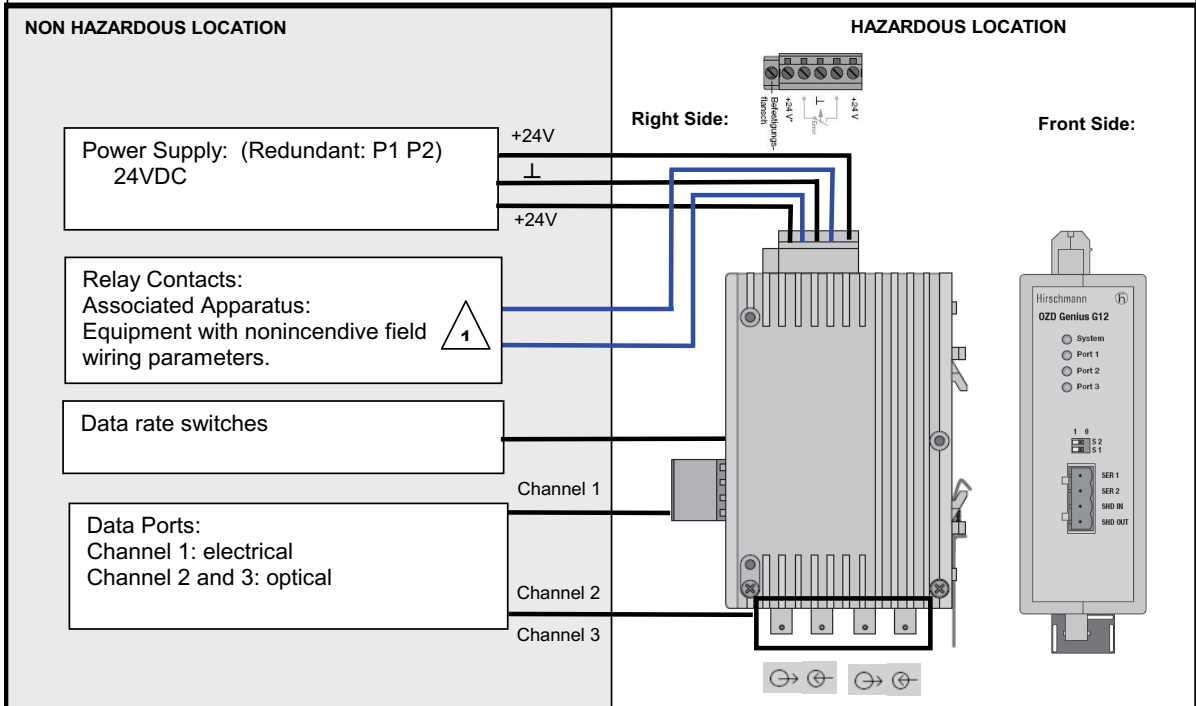 NON HAZARDOUS LOCATION
HAZARDOUS LOCATION
Right Side:
Front Side:
Befestigungs-
flansch
+24 V*
⊥
Error
+24 V
Power Supply: (Redundant: P1 P2)
24VDC
+24V
⊥
+24V
Relay Contacts:
Associated Apparatus:
Equipment with nonincendive field
wiring parameters.
1
Data rate switches
Data Ports:
Channel 1: electrical
Channel 2 and 3: optical
Channel 1
Channel 2
Channel 3
Hirschmann
OZD Genius G12
System
Port 1
Port 2
Port 3
1 0
S 2
S 1
SER 1
SER 2
SHD IN
SHD OUT